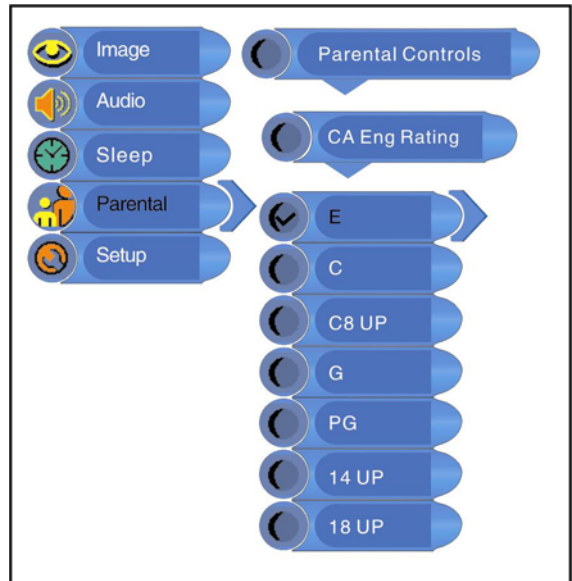 Image
Audio
Sleep
Parental
Setup
Parental Controls
CA Eng Rating
E
C
C8 UP
G
PG
14 UP
18 UP